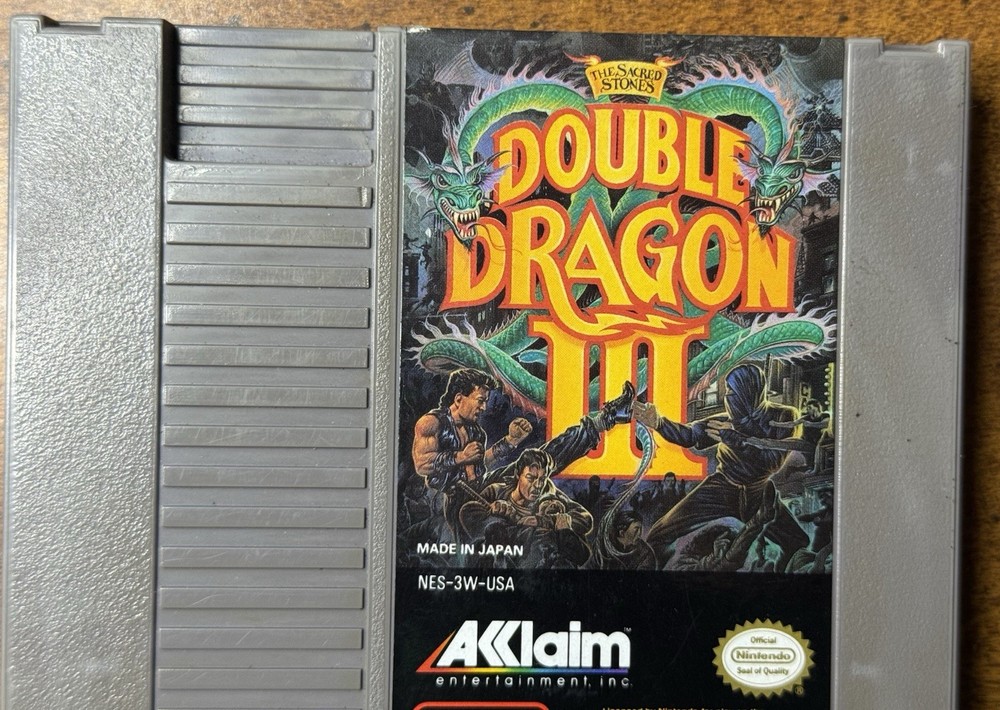 THE SACRED
STONES
DOUBLE
DRAGON
III
MADE IN JAPAN
NES-3W-USA
AKKlaim™
entertainment, inc.
Official
Nintendo
Seal of Quality